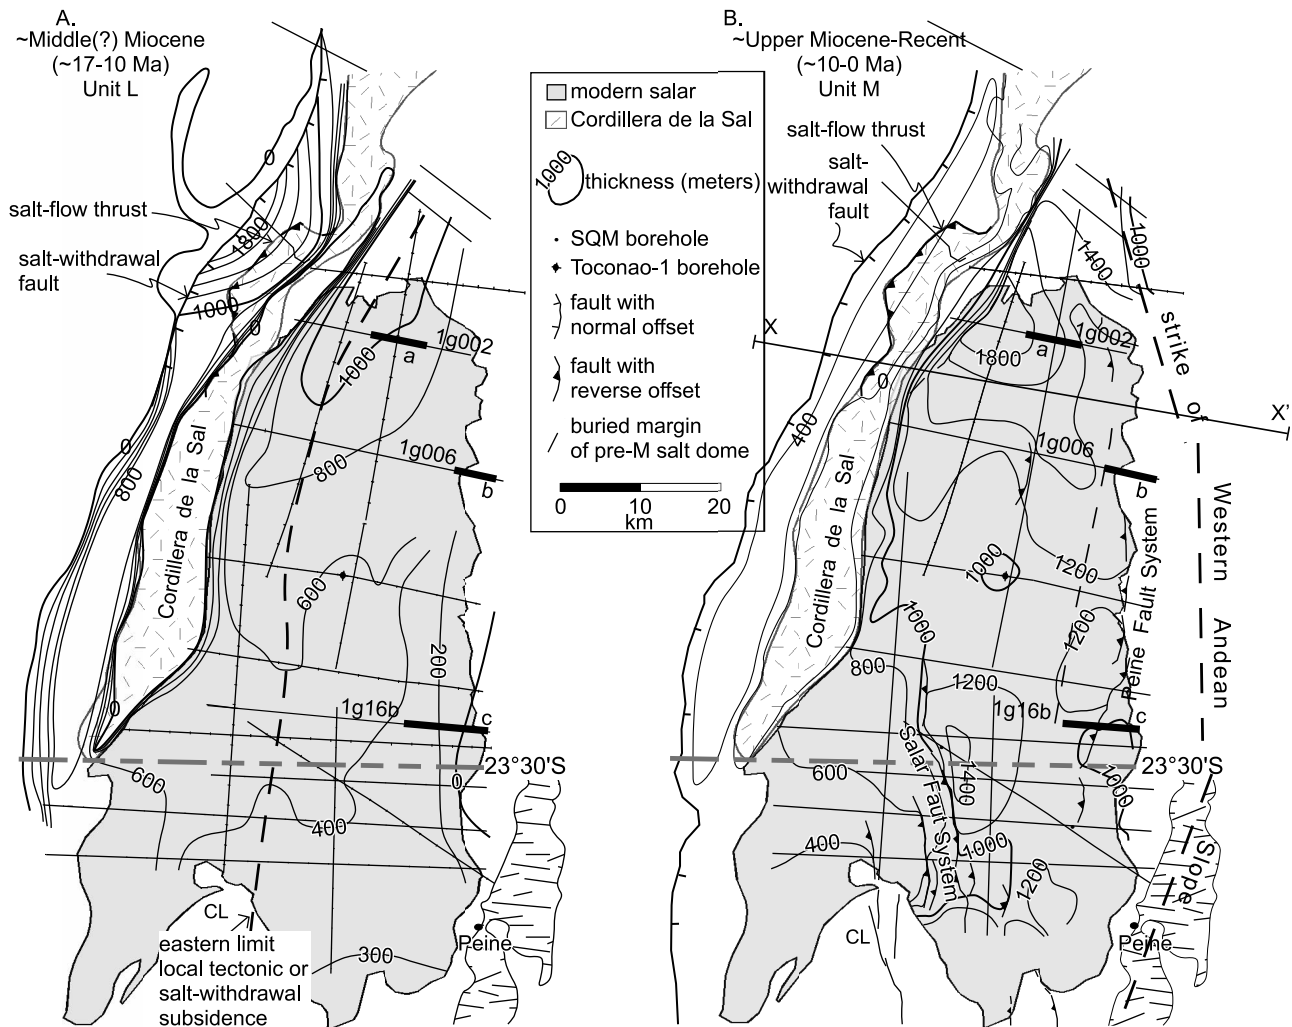 A.
~Middle(?) Miocene
(~17-10 Ma)
Unit L
salt-flow thrust
salt-withdrawal
fault
0
1800
1000
0
0
800
Cordillera de la Sal
0
1g002
a
1000
1g006
b
800
600
200
1g16b
c
23°30'S
0
600
400
CL
eastern limit
local tectonic or
salt-withdrawal
subsidence
300
Peine
modern salar
Cordillera de la Sal
1000
thickness (meters)
SQM borehole
Toconao-1 borehole
fault with
normal offset
fault with
reverse offset
buried margin
of pre-M salt dome
0 10 20
km
B.
~Upper Miocene-Recent
(~10-0 Ma)
Unit M
salt-flow thrust
salt-
withdrawal
fault
X
X'
400
0
Cordillera de la Sal
1400
1000
1g002
a
1800
1g006
b
strike or
Western Andean
Slope
Peine Fault System
1000
1200
1200
1000
800
1200
1g16b
c
23°30'S
Salar Faut System
600
1400
1000
400
1000
1200
CL
Peine